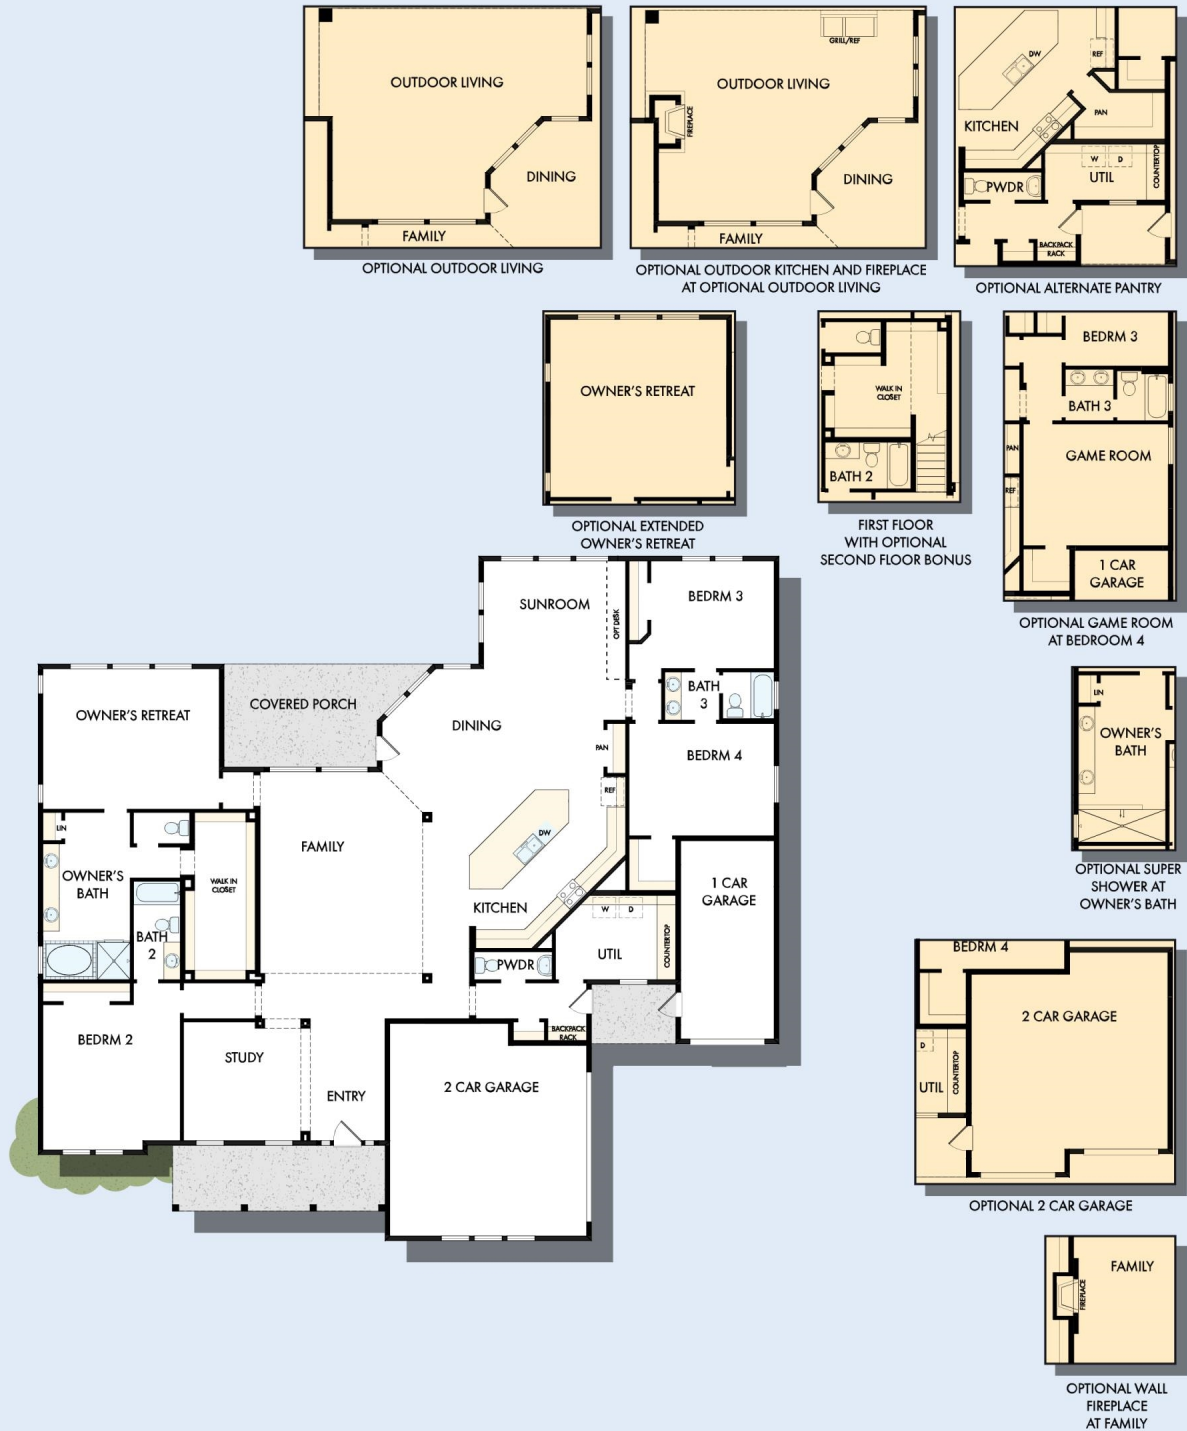 OUTDOOR LIVING
DINING
FAMILY
OPTIONAL OUTDOOR LIVING
GRILL/REF
OUTDOOR LIVING
FIREPLACE
DINING
FAMILY
OPTIONAL OUTDOOR KITCHEN AND FIREPLACE
AT OPTIONAL OUTDOOR LIVING
DW
REF
KITCHEN
PAN
W D
UTIL
COUNTERTOP
PWDR
BACKPACK
RACK
OPTIONAL ALTERNATE PANTRY
OWNER'S RETREAT
OPTIONAL EXTENDED
OWNER'S RETREAT
WALK IN
CLOSET
BATH 2
FIRST FLOOR
WITH OPTIONAL
SECOND FLOOR BONUS
BEDRM 3
BATH 3
PAN
GAME ROOM
REF
1 CAR
GARAGE
OPTIONAL GAME ROOM
AT BEDROOM 4
SUNROOM
OPT DESK
BEDRM 3
BATH
3
OWNER'S RETREAT
COVERED PORCH
DINING
PAN
BEDRM 4
REF
LIN
OWNER'S
BATH
WALK IN
CLOSET
FAMILY
DW
KITCHEN
1 CAR
GARAGE
BATH
2
W D
UTIL
COUNTERTOP
PWDR
BACKPACK
RACK
BEDRM 2
STUDY
ENTRY
2 CAR GARAGE
LIN
OWNER'S
BATH
OPTIONAL SUPER
SHOWER AT
OWNER'S BATH
BEDRM 4
2 CAR GARAGE
D
UTIL
COUNTERTOP
OPTIONAL 2 CAR GARAGE
FAMILY
FIREPLACE
OPTIONAL WALL
FIREPLACE
AT FAMILY